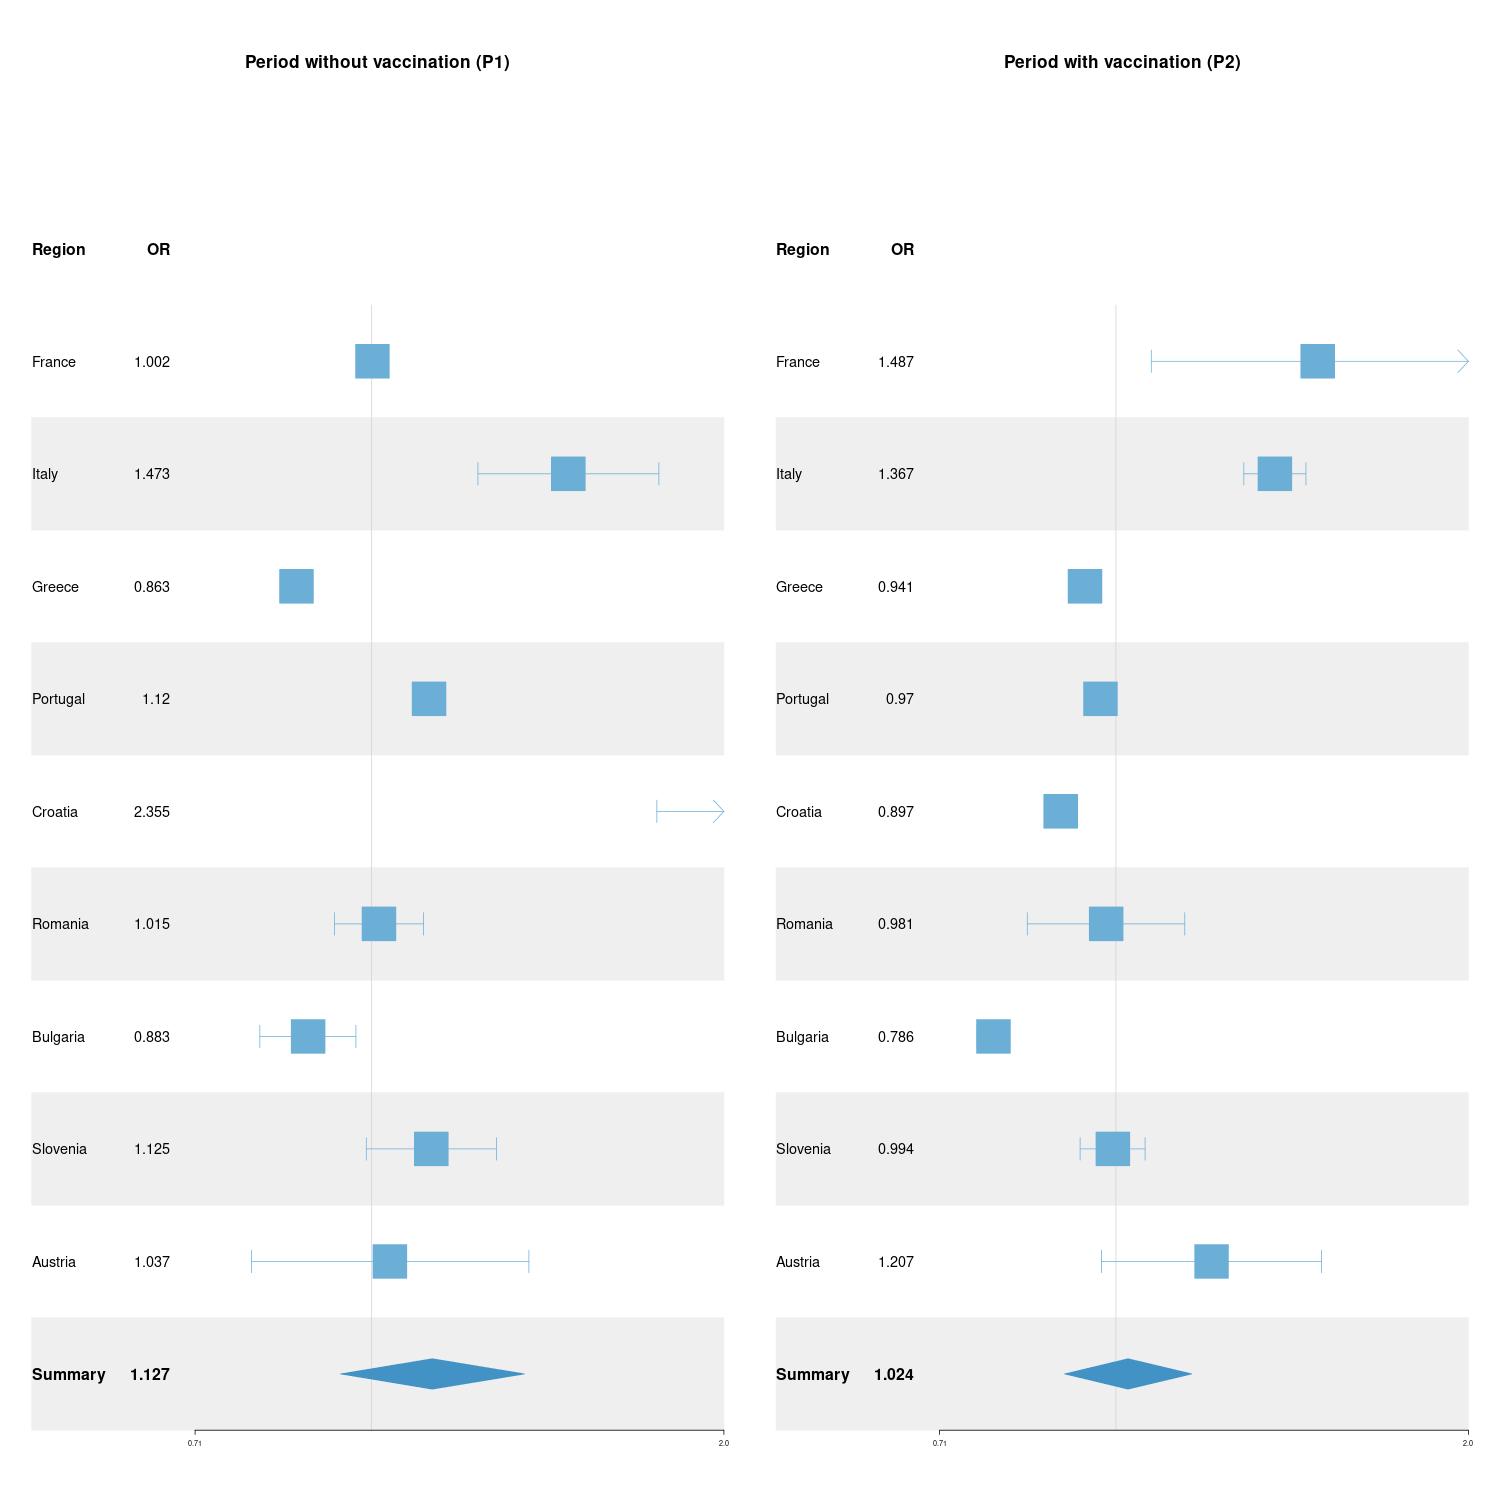 Period without vaccination (P1)
Region OR
France 1.002
Italy 1.473
Greece 0.863
Portugal 1.12
Croatia 2.355
Romania 1.015
Bulgaria 0.883
Slovenia 1.125
Austria 1.037
Summary 1.127
0.71 2.0
Period with vaccination (P2)
Region OR
France 1.487
Italy 1.367
Greece 0.941
Portugal 0.97
Croatia 0.897
Romania 0.981
Bulgaria 0.786
Slovenia 0.994
Austria 1.207
Summary 1.024
0.71 2.0